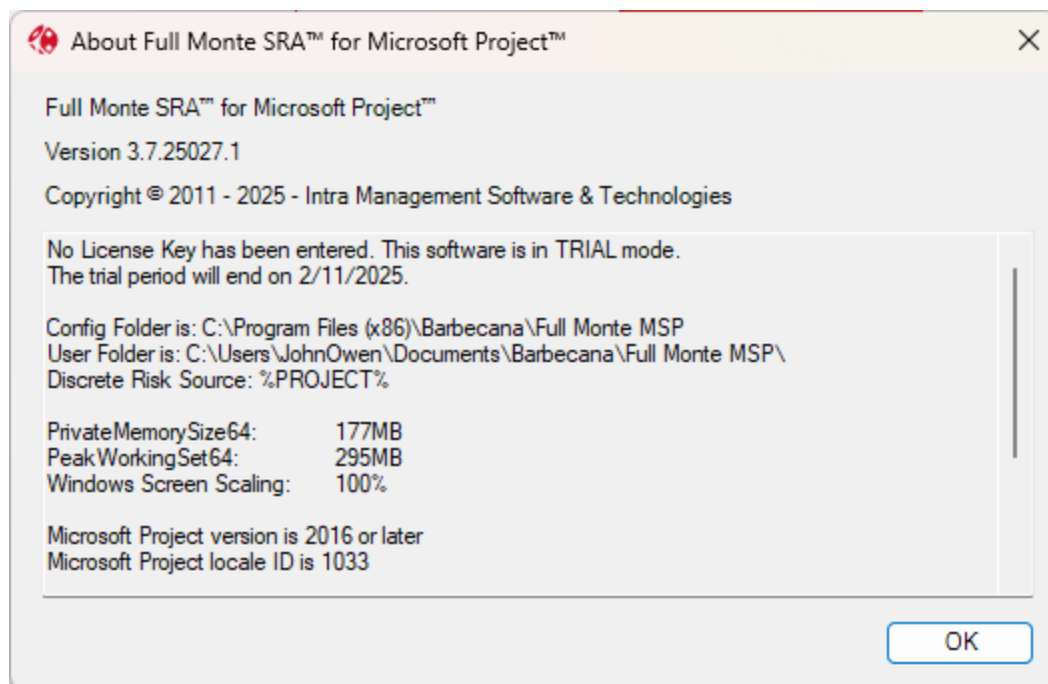 About Full Monte SRA™ for Microsoft Project™
Full Monte SRA™ for Microsoft Project™
Version 3.7.25027.1
Copyright © 2011 - 2025 - Intra Management Software & Technologies
No License Key has been entered. This software is in TRIAL mode.
The trial period will end on 2/11/2025.
Config Folder is: C:\Program Files (x86)\Barbecana\Full Monte MSP
User Folder is: C:\Users\JohnOwen\Documents\Barbecana\Full Monte MSP\
Discrete Risk Source: %PROJECT%
PrivateMemorySize64: 177MB
PeakWorkingSet64: 295MB
Windows Screen Scaling: 100%
Microsoft Project version is 2016 or later
Microsoft Project locale ID is 1033
OK